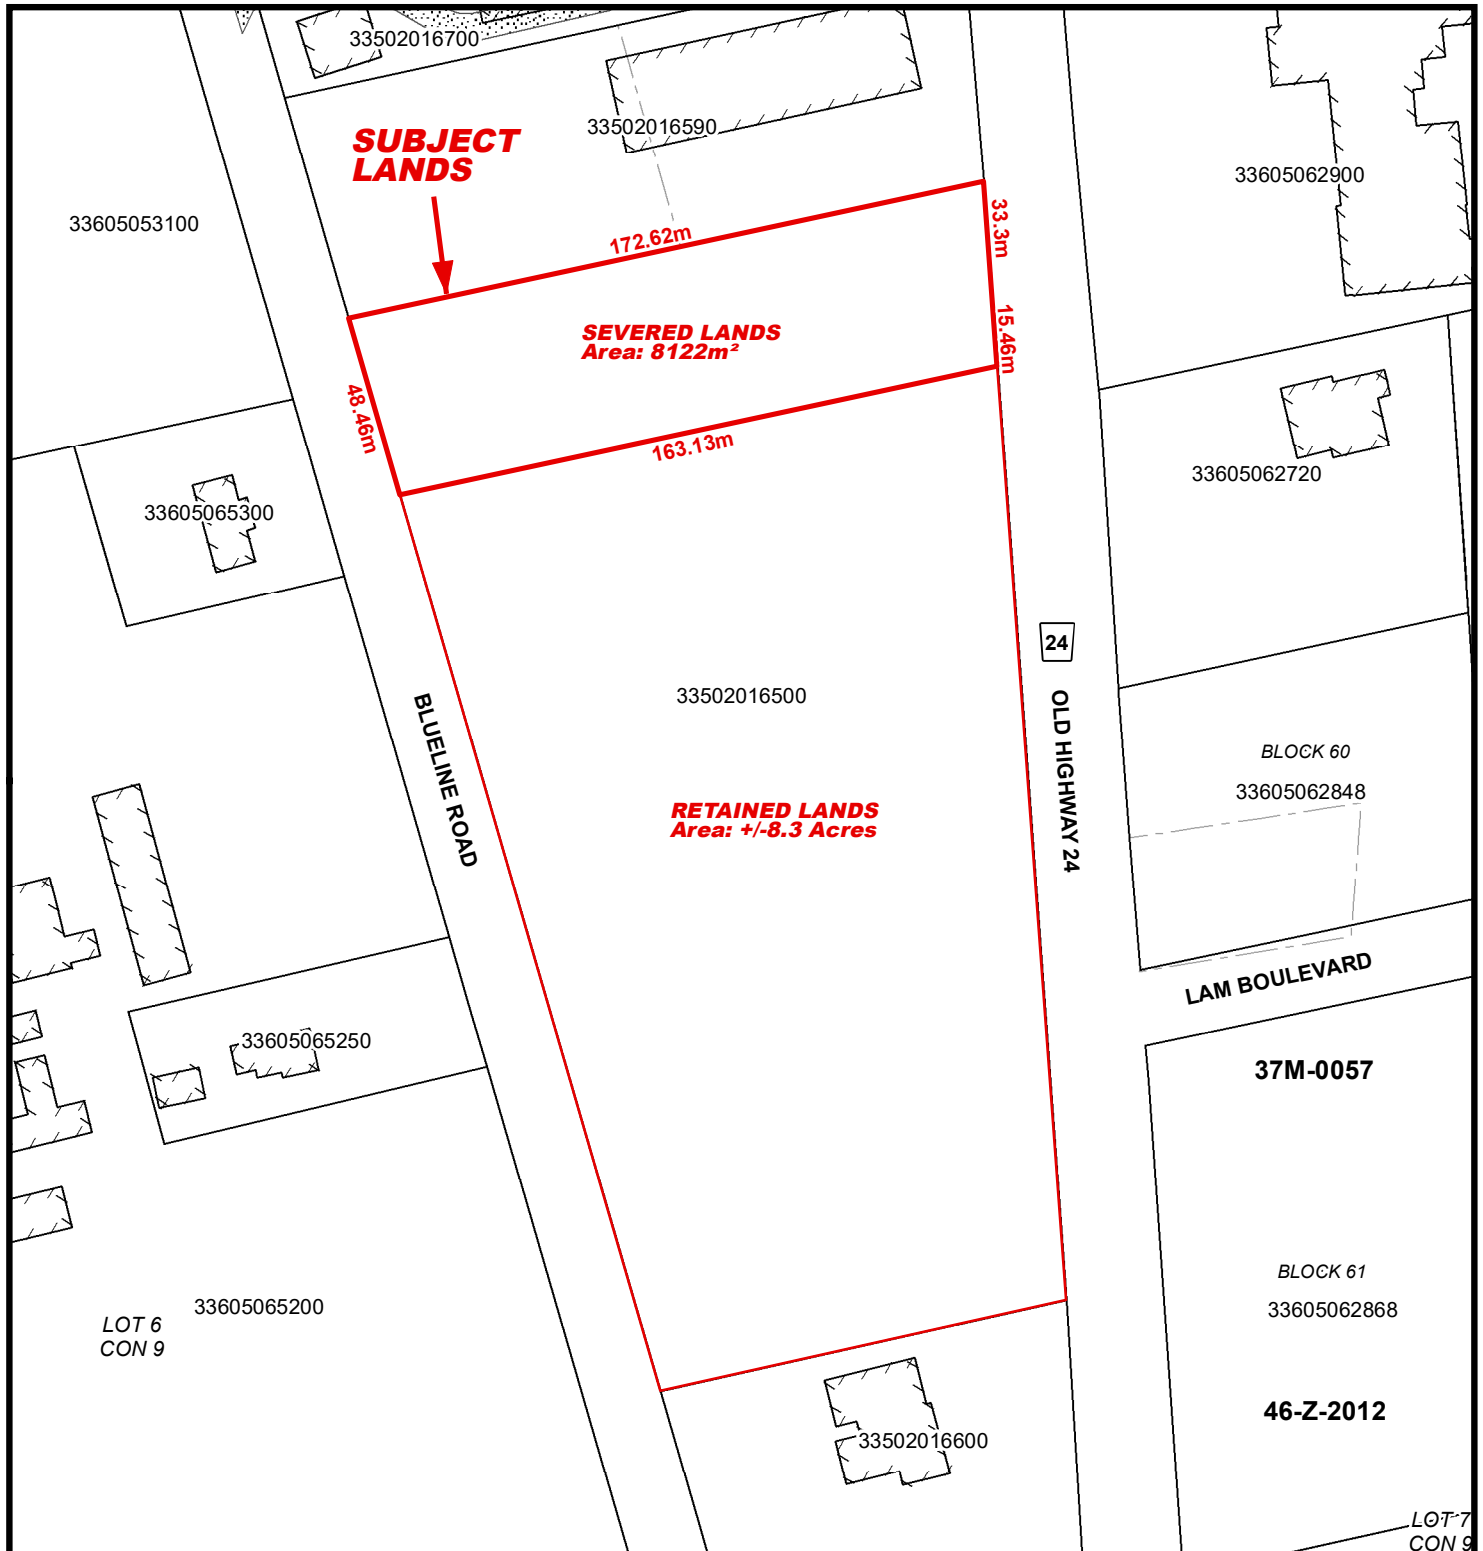 33502016700
33502016590
SUBJECT
LANDS
33605062900
33605053100
172.62m
33.3m
SEVERED LANDS
Area: 8122m²
15.46m
48.46m
163.13m
33605062720
33605065300
24
33502016500
BLUELINE ROAD
OLD HIGHWAY 24
BLOCK 60
33605062848
RETAINED LANDS
Area: +/-8.3 Acres
LAM BOULEVARD
33605065250
37M-0057
BLOCK 61
33605062868
33605065200
LOT 6
CON 9
46-Z-2012
33502016600
LOT 7
CON 9